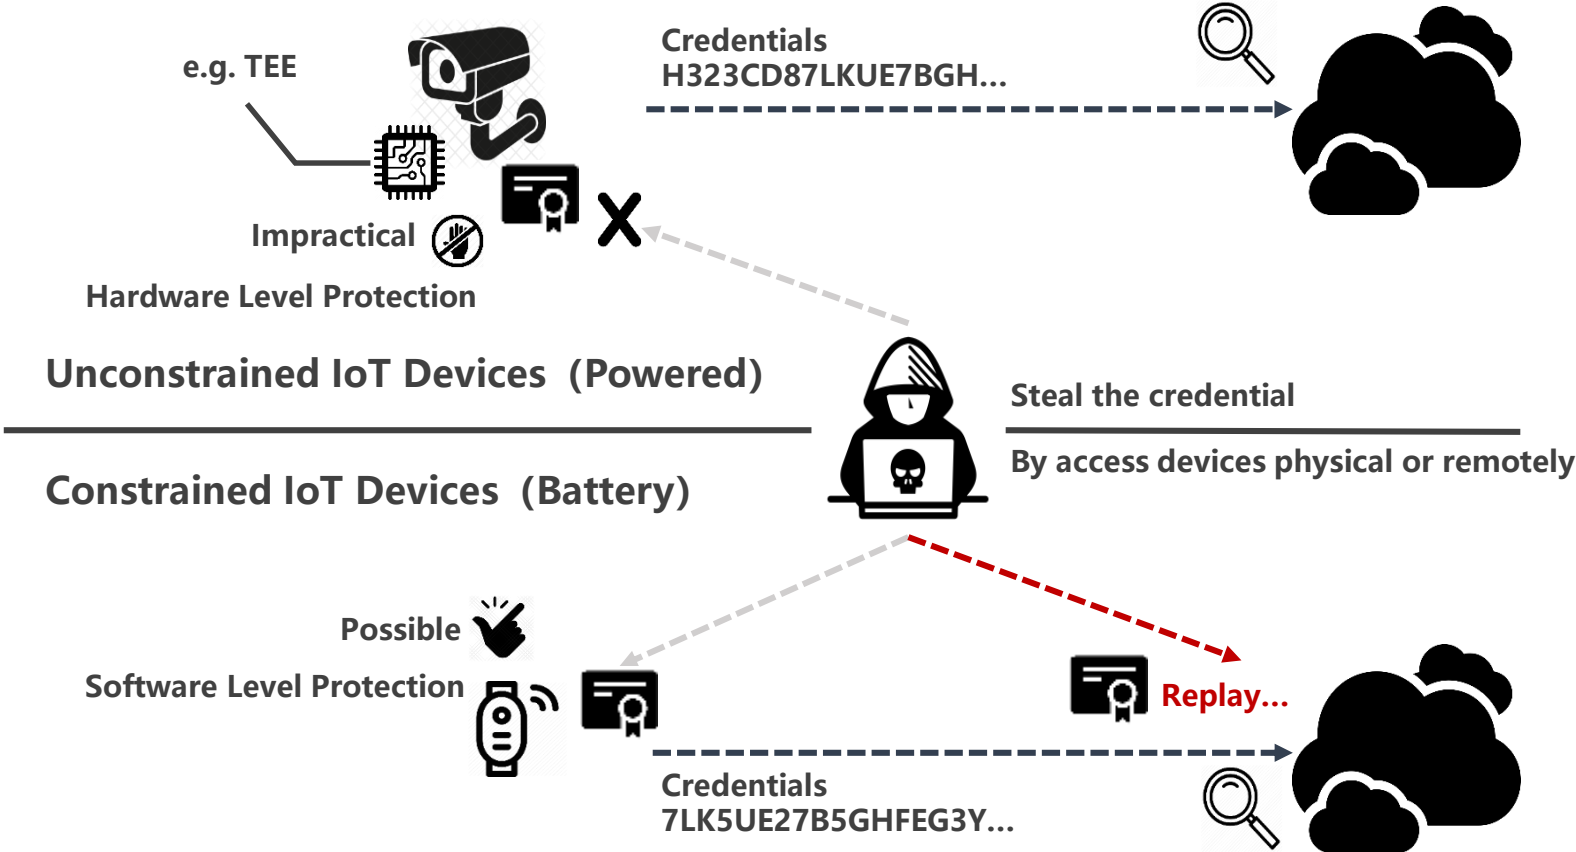 Credentials
H323CD87LKUE7BGH...
e.g. TEE
Impractical
Hardware Level Protection
Unconstrained IoT Devices (Powered)
Steal the credential
By access devices physical or remotely
Constrained IoT Devices (Battery)
Possible
Software Level Protection
Replay...
Credentials
7LK5UE27B5GHFEG3Y...